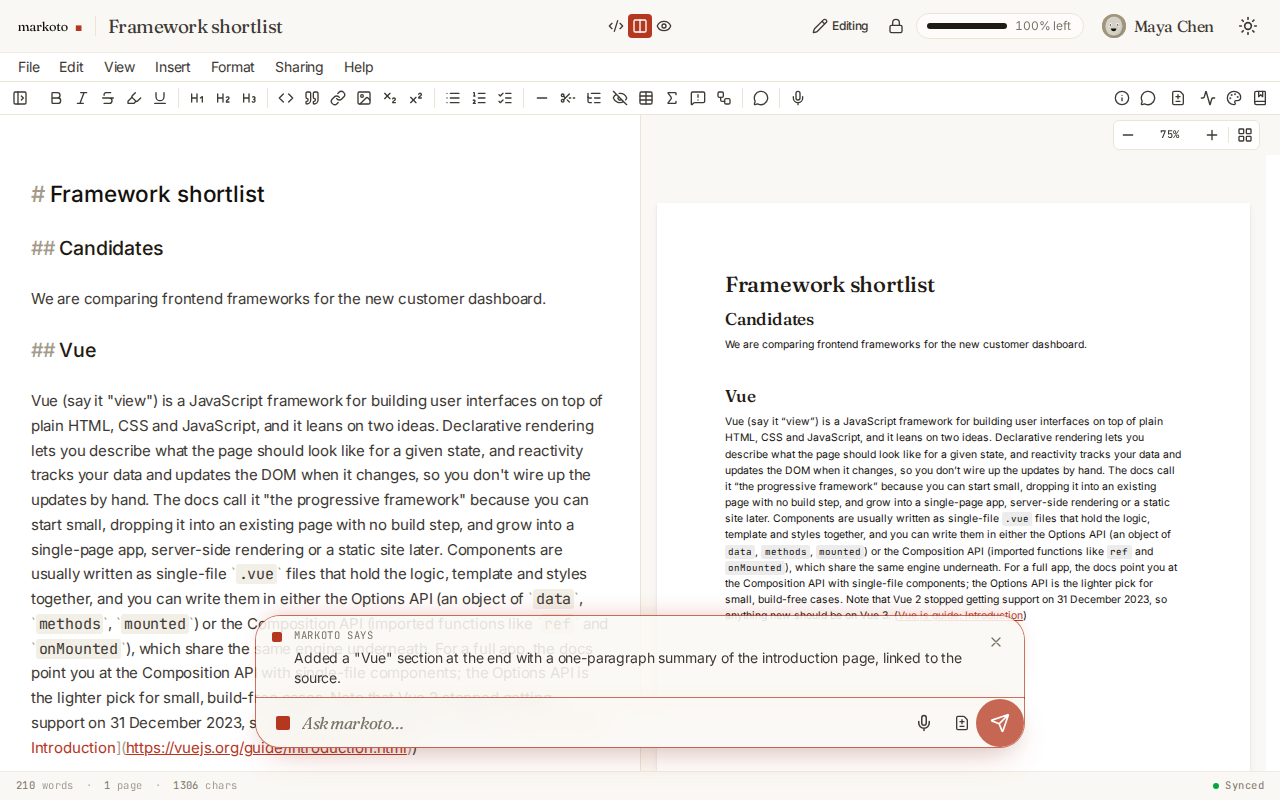 markoto
Framework shortlist
Editing
100% left
Maya Chen
File Edit View Insert Format Sharing Help
B I S U H1 H2 H3 X2 X2
75%
# Framework shortlist
## Candidates
We are comparing frontend frameworks for the new customer dashboard.
## Vue
Vue (say it "view") is a JavaScript framework for building user interfaces on top of
plain HTML, CSS and JavaScript, and it leans on two ideas. Declarative rendering
lets you describe what the page should look like for a given state, and reactivity
tracks your data and updates the DOM when it changes, so you don't wire up the
updates by hand. The docs call it "the progressive framework" because you can
start small, dropping it into an existing page with no build step, and grow into a
single-page app, server-side rendering or a static site later. Components are
usually written as single-file `.vue` files that hold the logic, template and styles
together, and you can write them in either the Options API (an object of `data`,
`methods`, `mounted`) or the Composition API (imported functions like `ref` and
`onMounted`), which share the same engine underneath. For a full app, the docs
point you at the Composition API with single-file components; the Options API is
the lighter pick for small, build-free cases. Note that Vue 2 stopped getting
support on 31 December 2023, s
Introduction](https://vuejs.org/guide/introduction.html))
Framework shortlist
Candidates
We are comparing frontend frameworks for the new customer dashboard.
Vue
Vue (say it “view”) is a JavaScript framework for building user interfaces on top of plain
HTML, CSS and JavaScript, and it leans on two ideas. Declarative rendering lets you
describe what the page should look like for a given state, and reactivity tracks your data and
updates the DOM when it changes, so you don’t wire up the updates by hand. The docs call
it “the progressive framework” because you can start small, dropping it into an existing
page with no build step, and grow into a single-page app, server-side rendering or a static
site later. Components are usually written as single-file .vue files that hold the logic,
template and styles together, and you can write them in either the Options API (an object of
data, methods, mounted) or the Composition API (imported functions like ref and
onMounted), which share the same engine underneath. For a full app, the docs point you at
the Composition API with single-file components; the Options API is the lighter pick for
small, build-free cases. Note that Vue 2 stopped getting support on 31 December 2023, so
anything new should be on Vue 3. (Vue.js guide: Introduction)
MARKOTO SAYS
Added a "Vue" section at the end with a one-paragraph summary of the introduction page, linked to the
source.
Ask markoto...
210 words · 1 page · 1306 chars
Synced